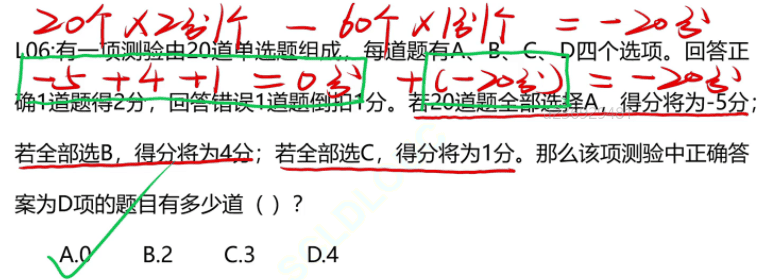 20个×2分/个 - 60个×1分/个 = -20分
L06:有一项测验由20道单选题组成，每道题有A、B、C、D四个选项。回答正
-5+4+1=0分 +(-20分)=-20分
确1道题得2分，回答错误1道题倒扣1分。若20道题全部选择A，得分将为-5分；
若全部选B，得分将为4分；若全部选C，得分将为1分。那么该项测验中正确答
案为D项的题目有多少道（ ）？
A.0 B.2 C.3 D.4